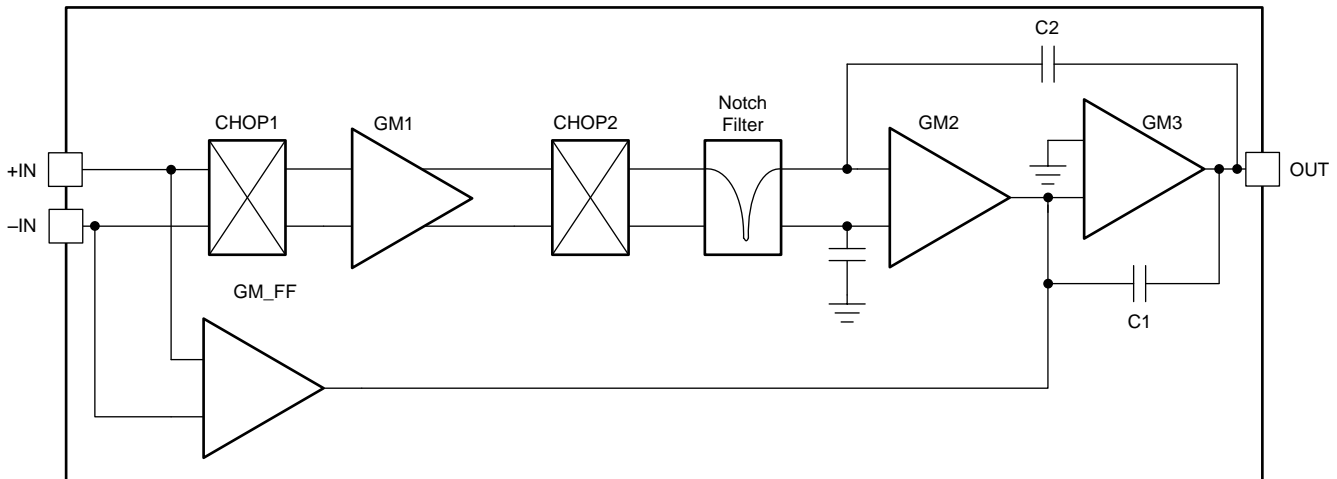 C2
CHOP1
GM1
CHOP2
Notch
Filter
GM2
GM3
+IN
–IN
OUT
GM_FF
C1